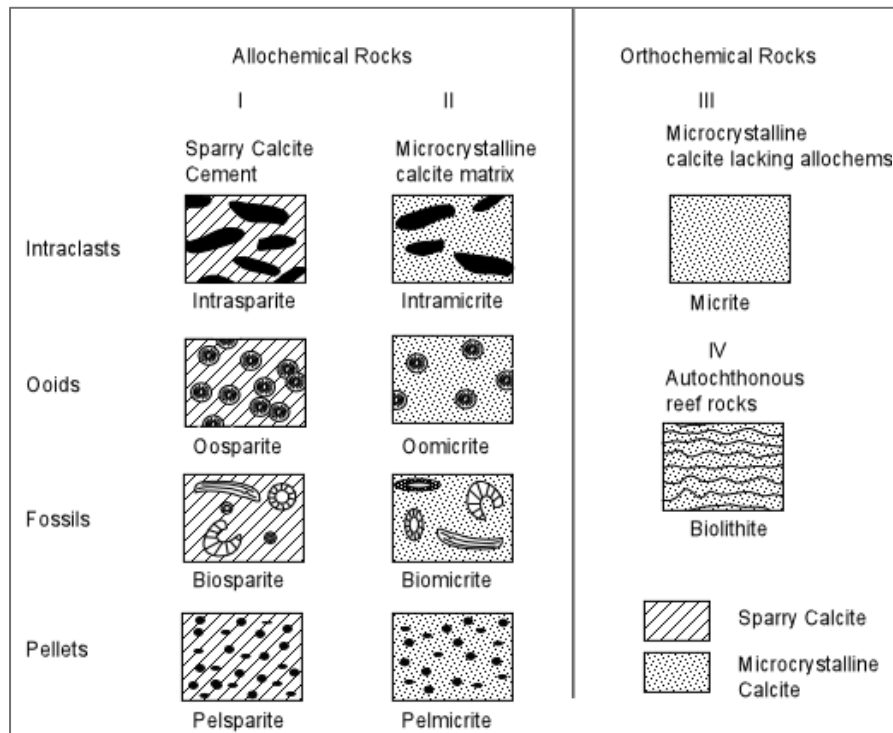 Allochemical Rocks
Orthochemical Rocks
I
II
III
Sparry Calcite
Cement
Microcrystalline
calcite matrix
Microcrystalline
calcite lacking allochems
Intraclasts
Intrasparite
Intramicrite
Micrite
IV
Autochthonous
reef rocks
Ooids
Oosparite
Oomicrite
Biolithite
Fossils
Biosparite
Biomicrite
Sparry Calcite
Pellets
Microcrystalline
Calcite
Pelsparite
Pelmicrite